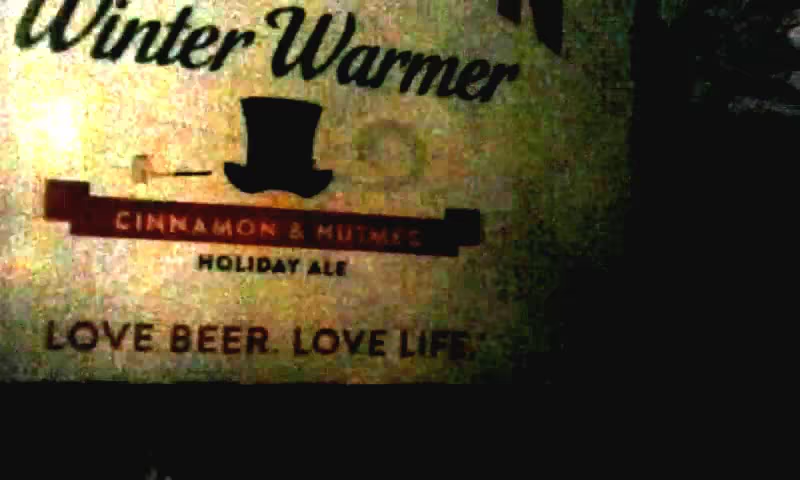 Winter Warmer
CINNAMON & NUTMEG
HOLIDAY ALE
LOVE BEER. LOVE LIFE.